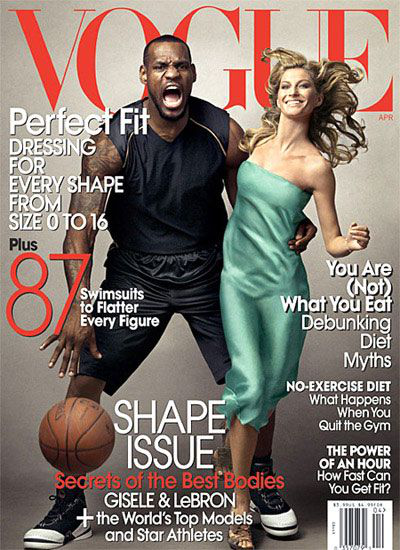 VOGUE
APR
Perfect Fit
DRESSING
FOR
EVERY SHAPE
FROM
SIZE 0 TO 16
Plus
87
Swimsuits
to Flatter
Every Figure
You Are
(Not)
What You Eat
Debunking
Diet
Myths
NO-EXERCISE DIET
What Happens
When You
Quit the Gym
THE POWER
OF AN HOUR
How Fast Can
You Get Fit?
SHAPE
ISSUE
Secrets of the Best Bodies
GISELE & LeBRON
+ the World's Top Models
and Star Athletes
04